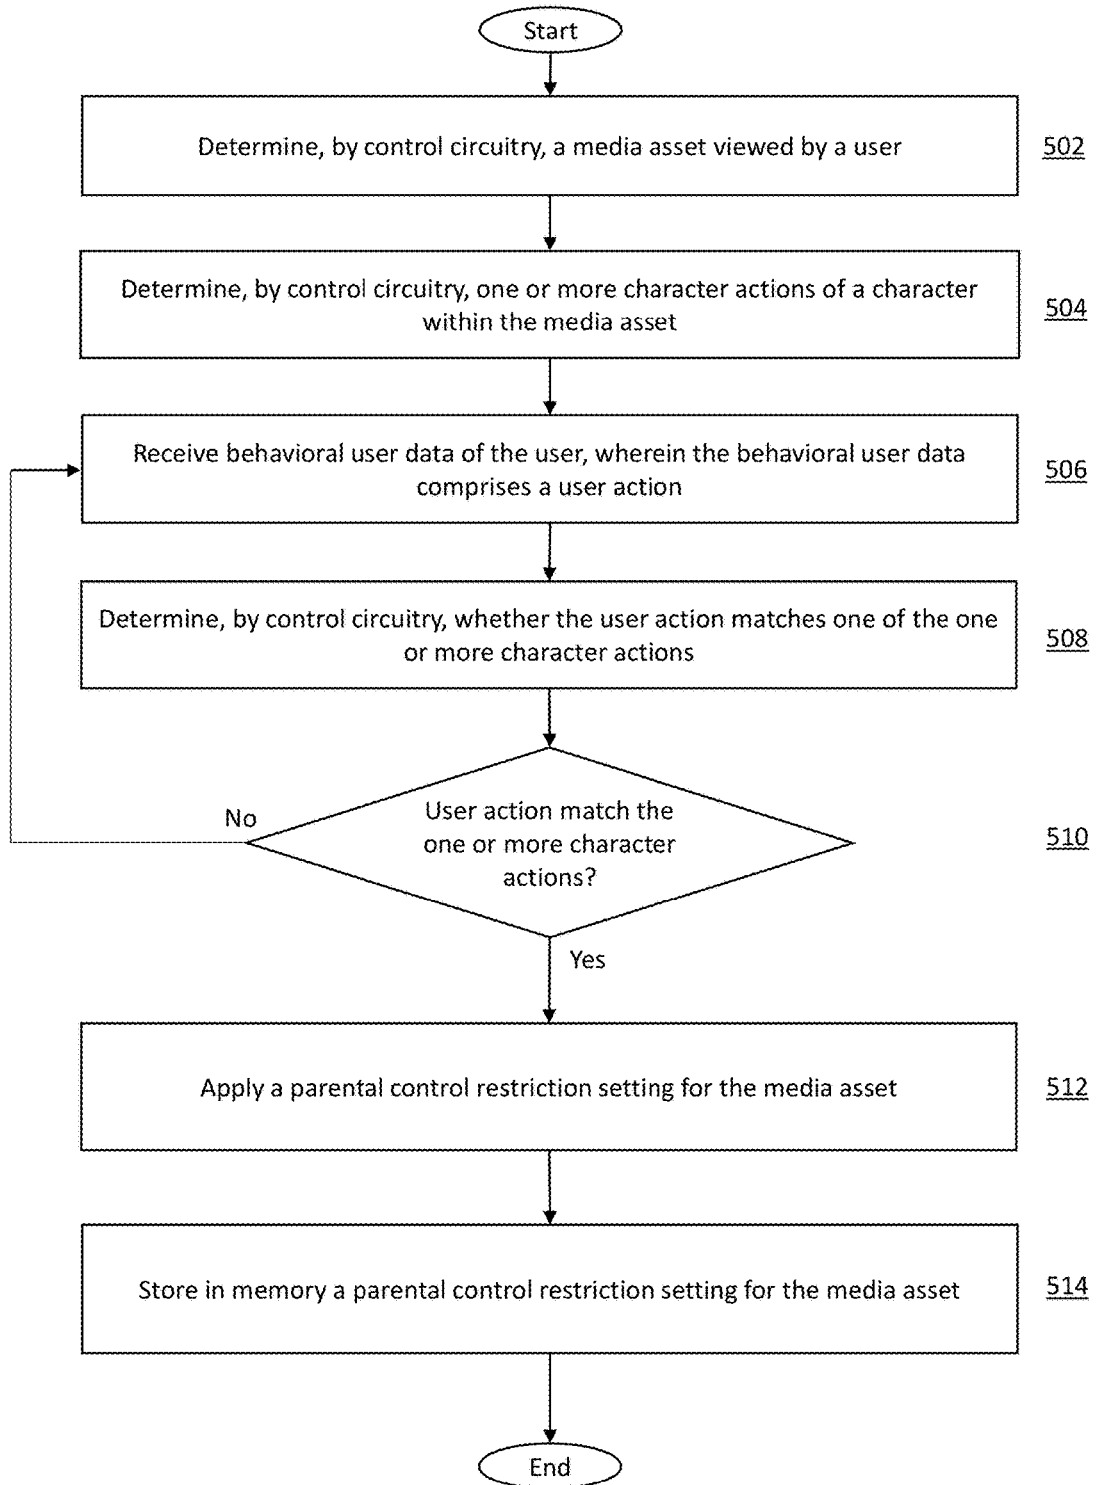 Start
Determine, by control circuitry, a media asset viewed by a user
502
Determine, by control circuitry, one or more character actions of a character
within the media asset
504
Receive behavioral user data of the user, wherein the behavioral user data
comprises a user action
506
Determine, by control circuitry, whether the user action matches one of the one
or more character actions
508
No
User action match the
one or more character
actions?
510
Yes
Apply a parental control restriction setting for the media asset
512
Store in memory a parental control restriction setting for the media asset
514
End